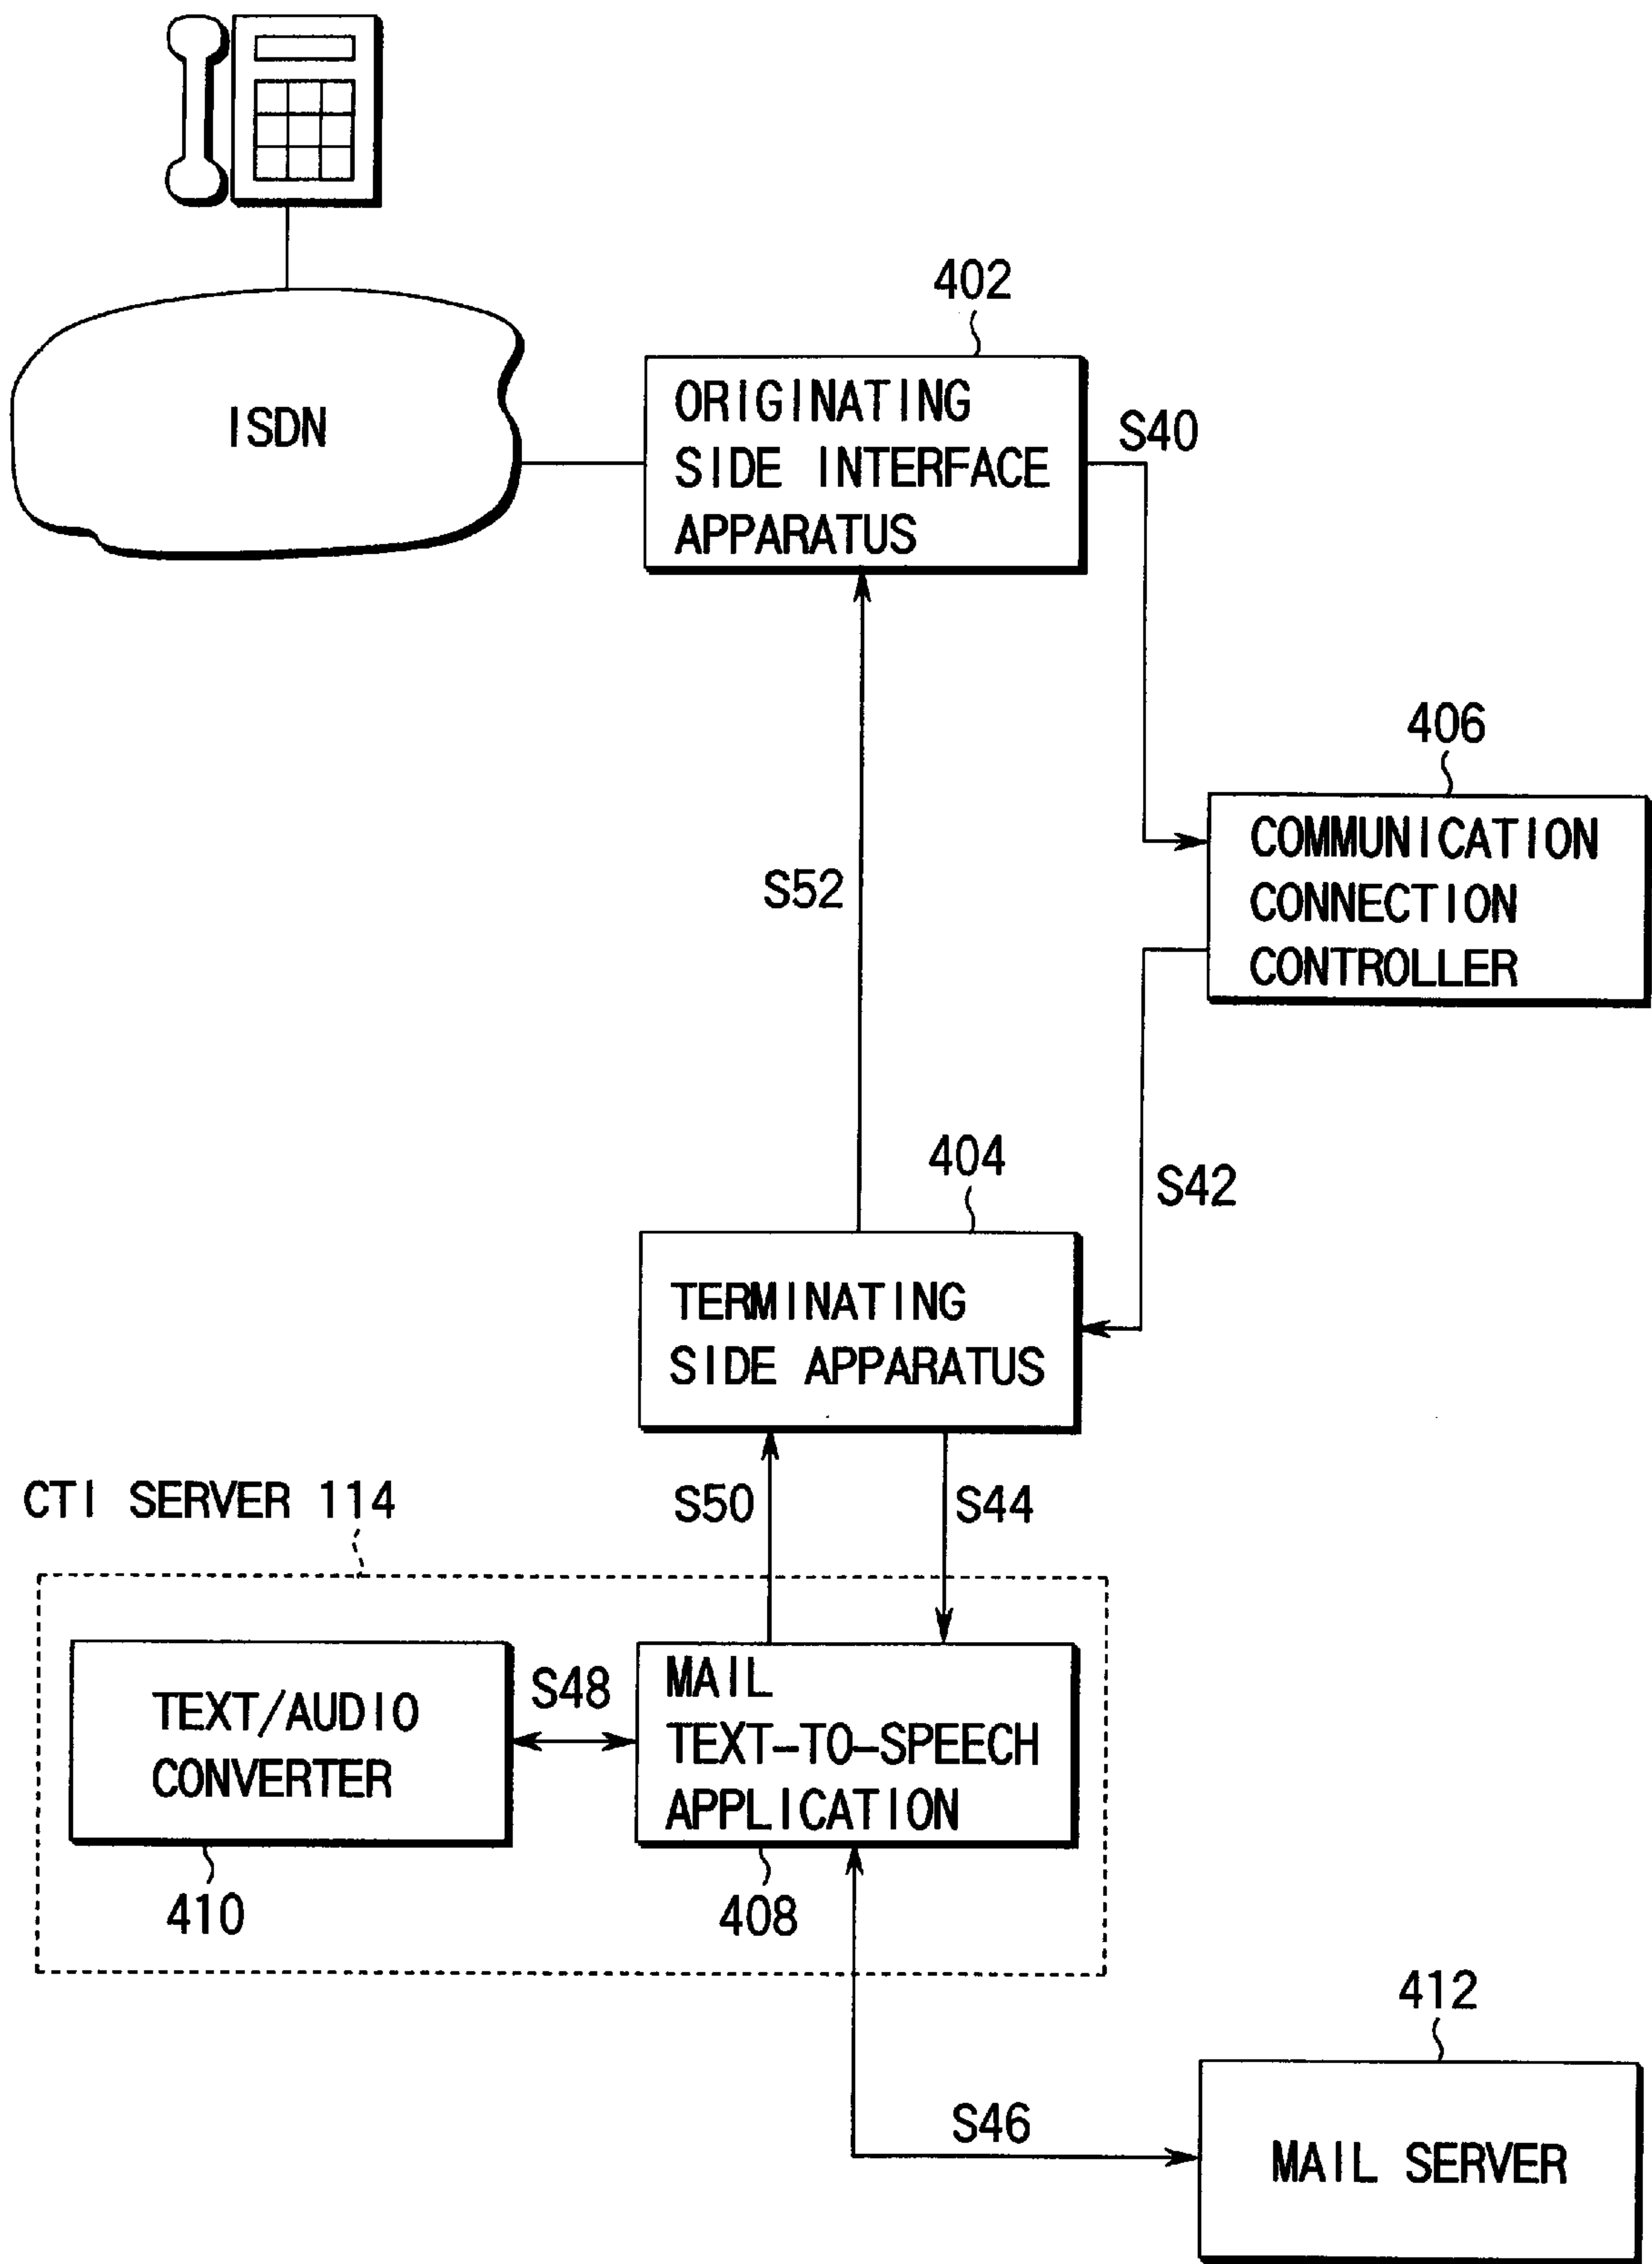 402
ISDN
ORIGINATING
SIDE INTERFACE
APPARATUS
S40
406
COMMUNICATION
CONNECTION
CONTROLLER
S52
404
S42
TERMINATING
SIDE APPARATUS
CTI SERVER 114
S50
S44
TEXT/AUDIO
CONVERTER
S48
MAIL
TEXT-TO-SPEECH
APPLICATION
410
408
412
S46
MAIL SERVER